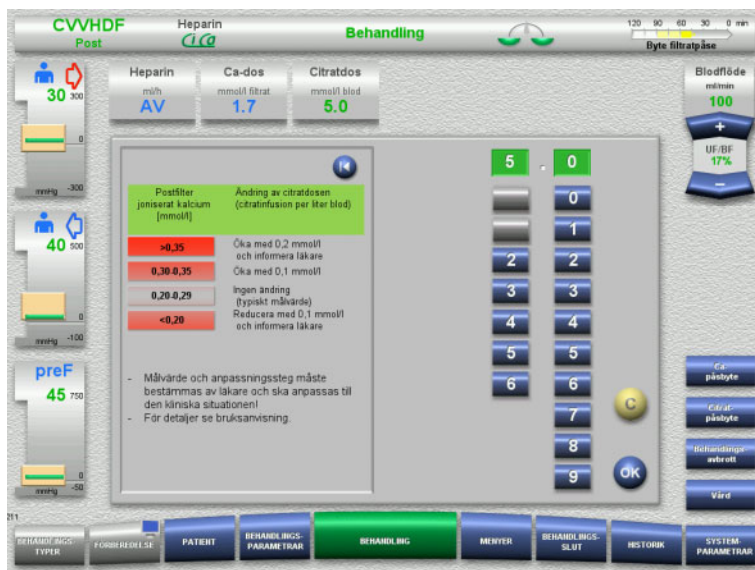 CVVHDF
Post
Heparin
CiCa
Behandling
120 90 60 30 0 min
Byte filtratpåse
30 300
0
mmHg -300
40 500
0
mmHg -100
preF
45 750
0
mmHg -50
Heparin
ml/h
AV
Ca-dos
mmol/l filtrat
1.7
Citratdos
mmol/l blod
5.0
Blodflöde
ml/min
100
+
UF/BF
17%
−
Postfilter
joniserat kalcium
[mmol/l]
Ändring av citratdosen
(citratinfusion per liter blod)
>0,35
Öka med 0,2 mmol/l
och informera läkare
0,30-0,35
Öka med 0,1 mmol/l
0,20-0,29
Ingen ändring
(typiskt målvärde)
<0,20
Reducera med 0,1 mmol/l
och informera läkare
- Målvärde och anpassningssteg måste
bestämmas av läkare och ska anpassas till
den kliniska situationen!
- För detaljer se bruksanvisning.
5 . 0
0
1
2 2
3 3
4 4
5 5
6 6
7
8
9
C
OK
Ca-
påsbyte
Citrat-
påsbyte
Behandlings-
avbrott
Vård
211
BEHANDLINGS-
TYPER
FÖRBEREDELSE
PATIENT
BEHANDLINGS-
PARAMETRAR
BEHANDLING
MENYER
BEHANDLINGS-
SLUT
HISTORIK
SYSTEM-
PARAMETRAR